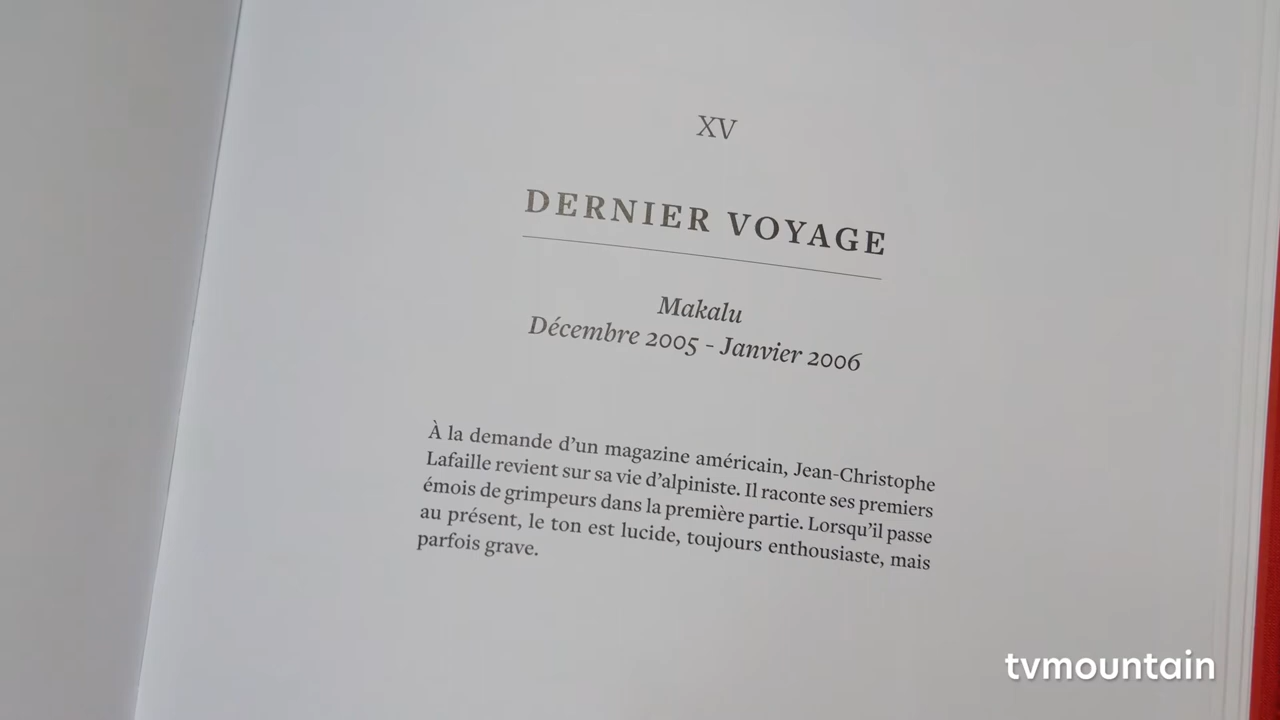 XV
DERNIER VOYAGE
Makalu
Décembre 2005 - Janvier 2006
À la demande d'un magazine américain, Jean-Christophe
Lafaille revient sur sa vie d'alpiniste. Il raconte ses premiers
émois de grimpeurs dans la première partie. Lorsqu'il passe
au présent, le ton est lucide, toujours enthousiaste, mais
parfois grave.
tvmountain